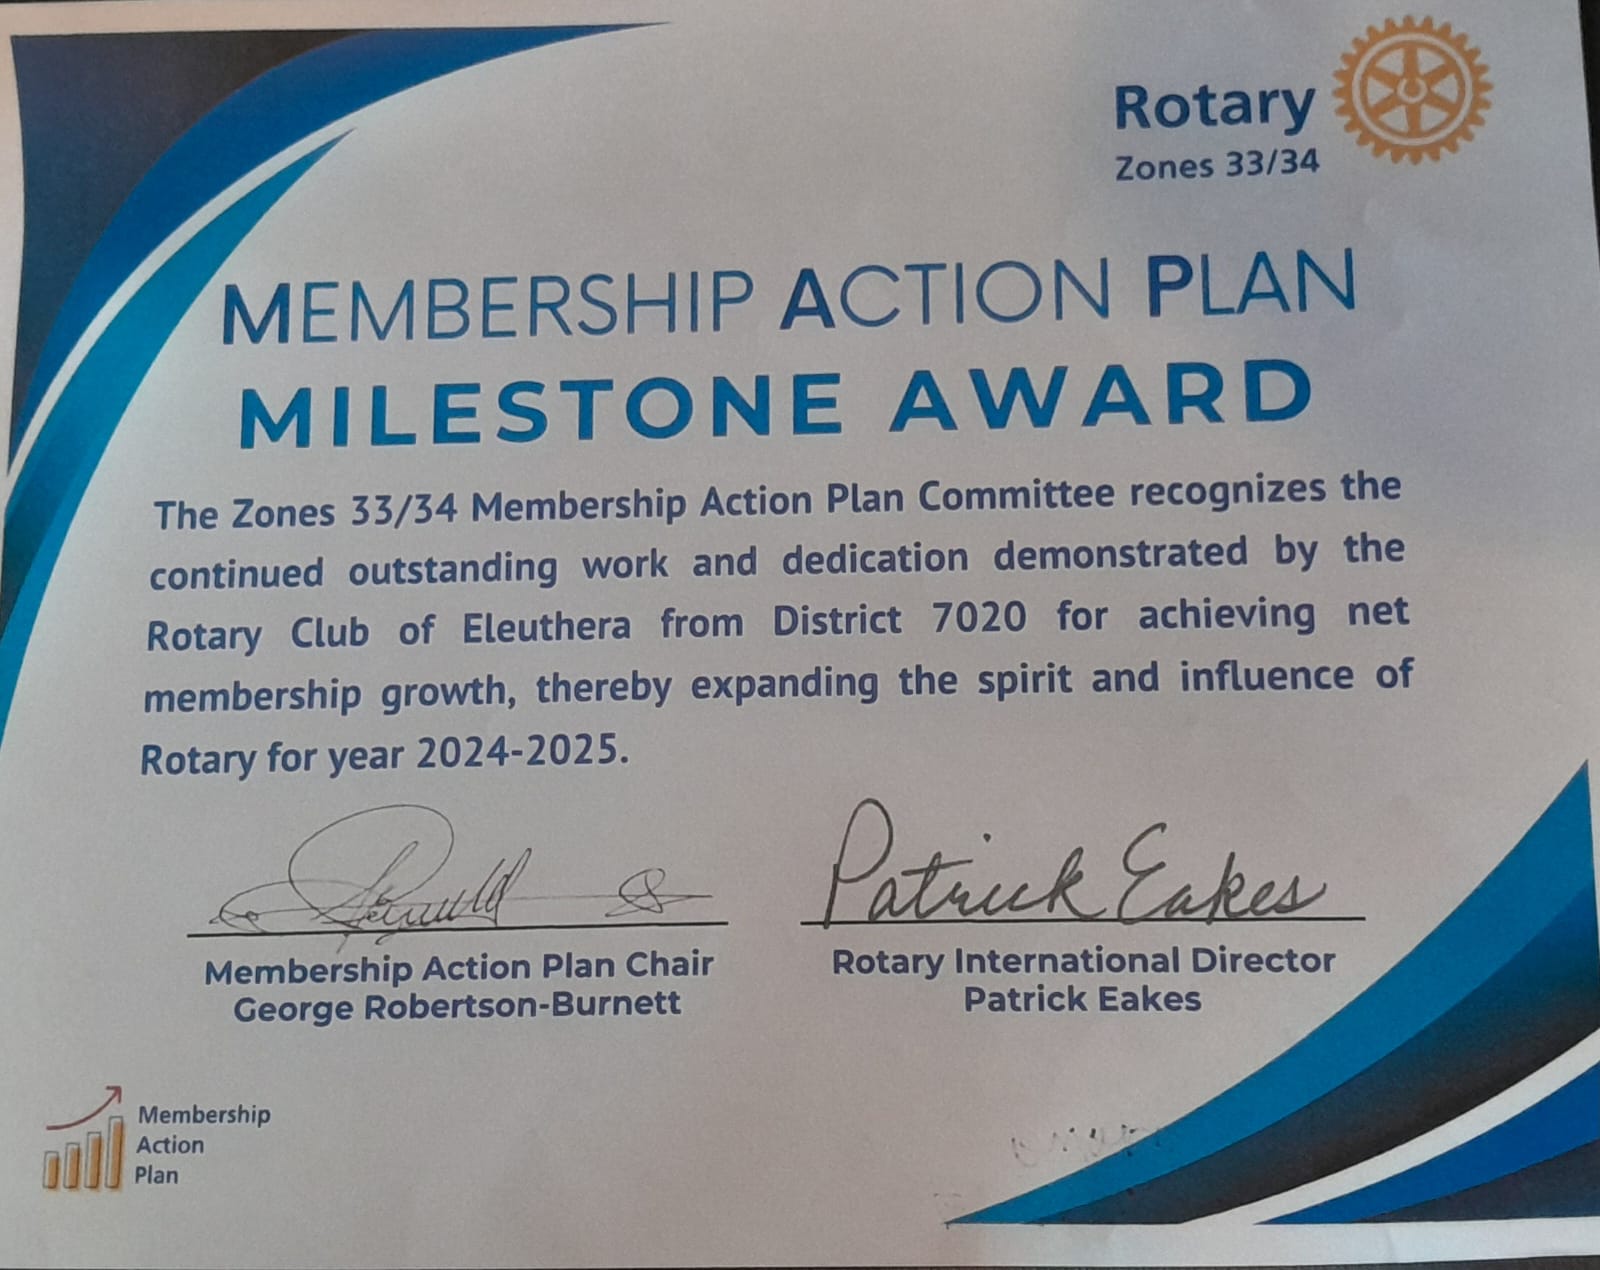 Rotary
Zones 33/34
MEMBERSHIP ACTION PLAN
MILESTONE AWARD
The Zones 33/34 Membership Action Plan Committee recognizes the
continued outstanding work and dedication demonstrated by the
Rotary Club of Eleuthera from District 7020 for achieving net
membership growth, thereby expanding the spirit and influence of
Rotary for year 2024-2025.
Patrick Eakes
Membership Action Plan Chair
George Robertson-Burnett
Rotary International Director
Patrick Eakes
Membership
Action
Plan